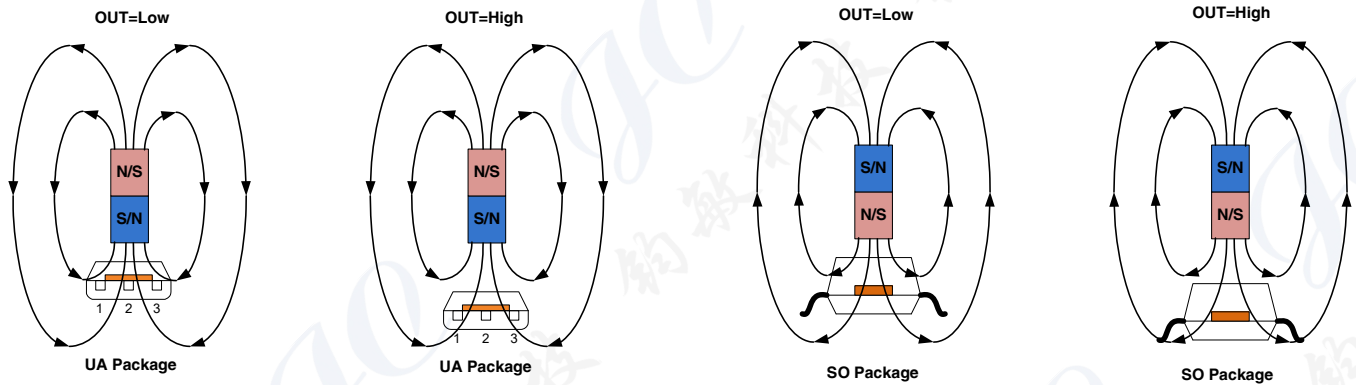 OUT=Low
OUT=High
OUT=Low
OUT=High
N/S
S/N
N/S
S/N
S/N
N/S
S/N
N/S
1 2 3
1 2 3
UA Package
UA Package
SO Package
SO Package